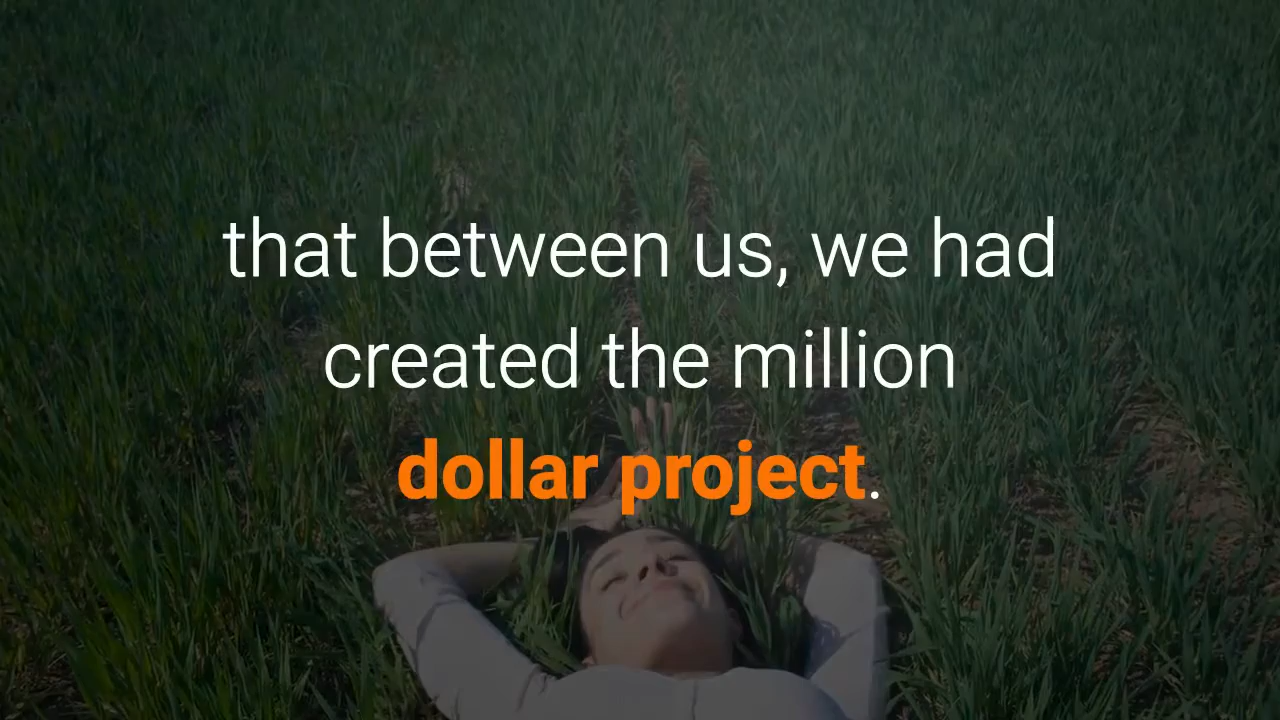 that between us, we had
created the million
dollar project.